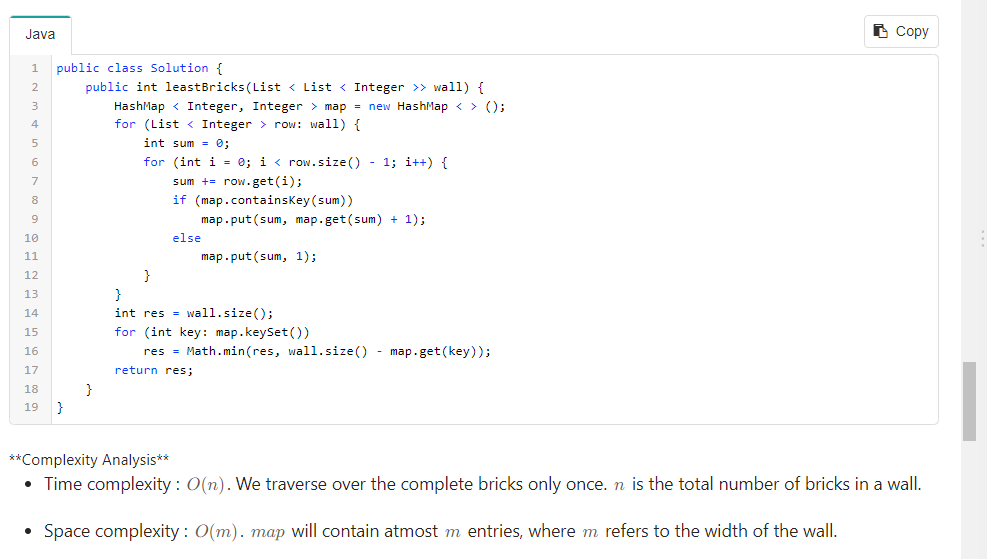 Java
Copy
1 public class Solution {
2     public int leastBricks(List < List < Integer >> wall) {
3         HashMap < Integer, Integer > map = new HashMap < > ();
4         for (List < Integer > row: wall) {
5             int sum = 0;
6             for (int i = 0; i < row.size() - 1; i++) {
7                 sum += row.get(i);
8                 if (map.containsKey(sum))
9                     map.put(sum, map.get(sum) + 1);
10                 else
11                     map.put(sum, 1);
12             }
13         }
14         int res = wall.size();
15         for (int key: map.keySet())
16             res = Math.min(res, wall.size() - map.get(key));
17         return res;
18     }
19 }
**Complexity Analysis**
• Time complexity : O(n). We traverse over the complete bricks only once. n is the total number of bricks in a wall.
• Space complexity : O(m). map will contain atmost m entries, where m refers to the width of the wall.